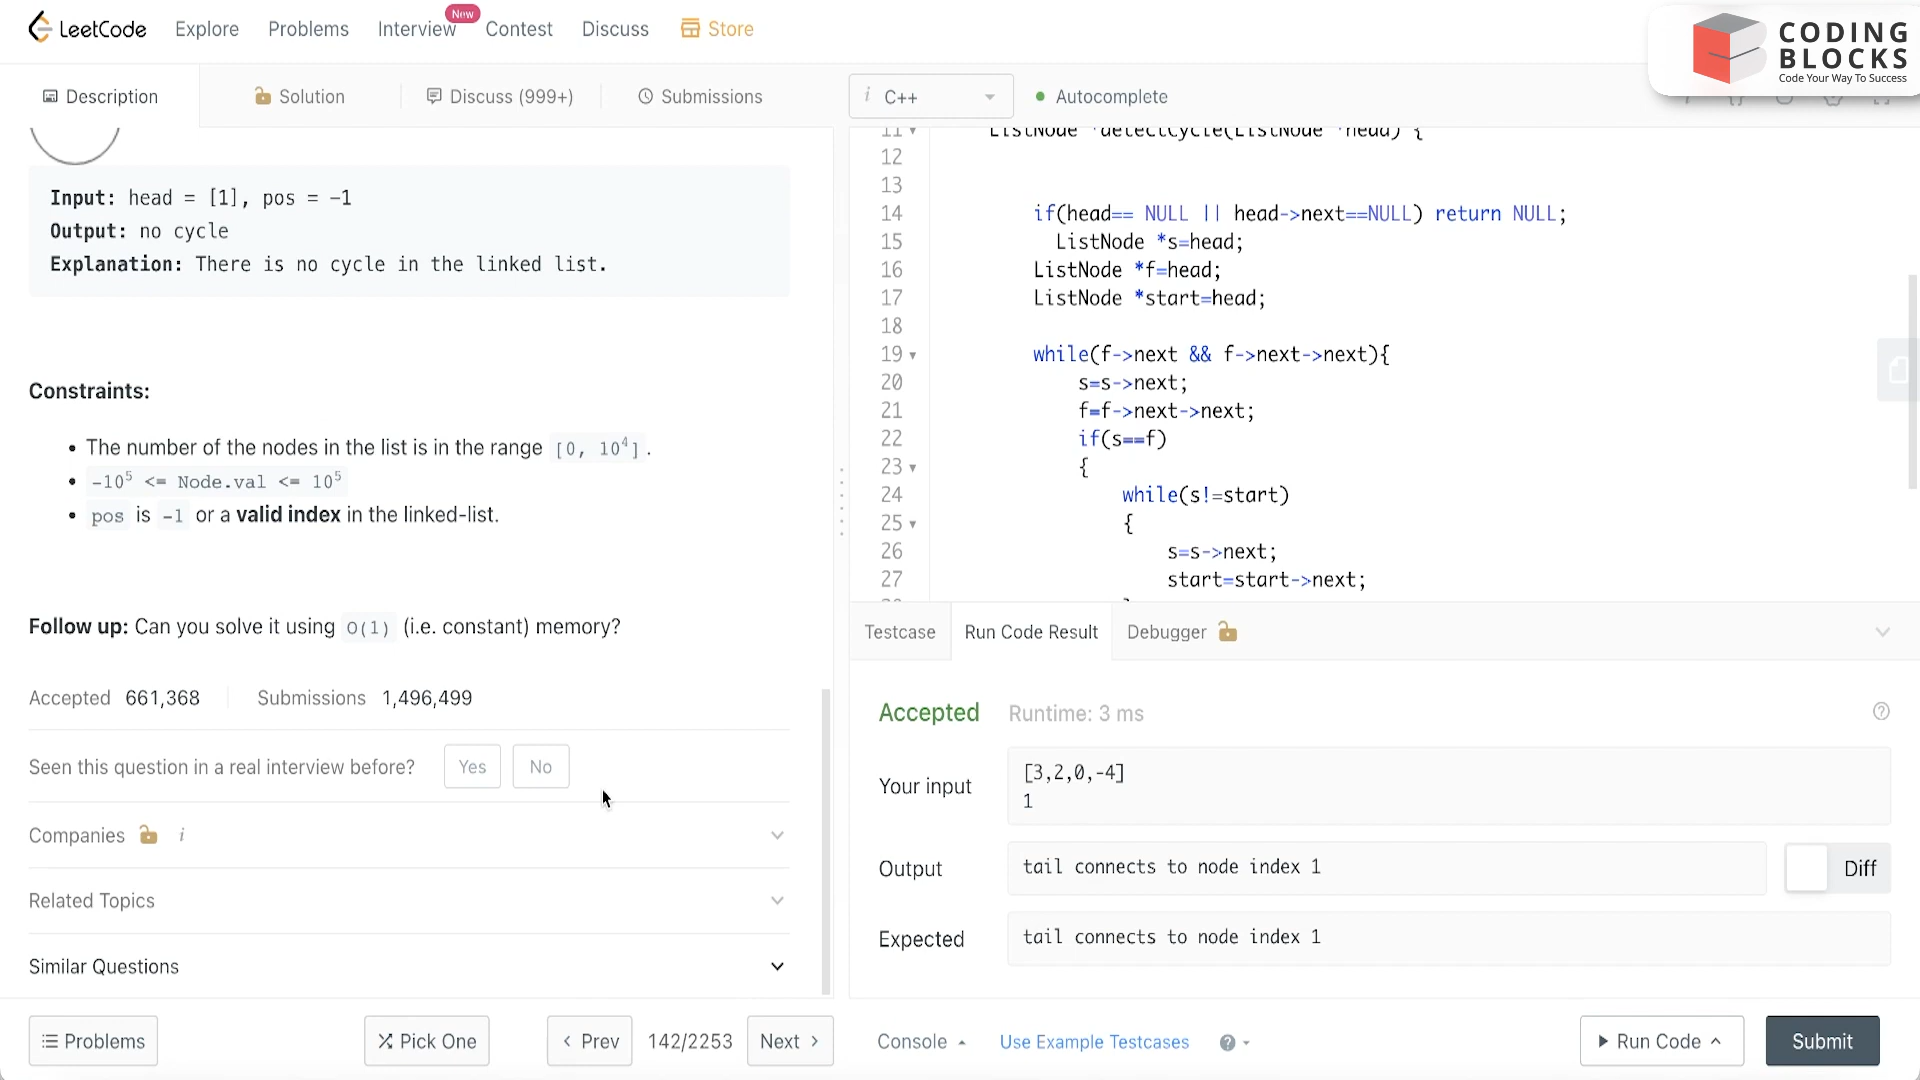 LeetCode Explore Problems Interview New Contest Discuss Store
CODING
BLOCKS
Code Your Way To Success
Description Solution Discuss (999+) Submissions
i C++ Autocomplete
Input: head = [1], pos = -1
Output: no cycle
Explanation: There is no cycle in the linked list.
Constraints:
• The number of the nodes in the list is in the range [0, 10⁴].
• -10⁵ <= Node.val <= 10⁵
• pos is -1 or a valid index in the linked-list.
Follow up: Can you solve it using O(1) (i.e. constant) memory?
Accepted 661,368 Submissions 1,496,499
Seen this question in a real interview before? Yes No
Companies i
Related Topics
Similar Questions
Problems Pick One < Prev 142/2253 Next >
11 ListNode *detectCycle(ListNode *head) {
12
13
14 if(head== NULL || head->next==NULL) return NULL;
15 ListNode *s=head;
16 ListNode *f=head;
17 ListNode *start=head;
18
19 while(f->next && f->next->next){
20 s=s->next;
21 f=f->next->next;
22 if(s==f)
23 {
24 while(s!=start)
25 {
26 s=s->next;
27 start=start->next;
Testcase Run Code Result Debugger
Accepted Runtime: 3 ms
Your input
[3,2,0,-4]
1
Output tail connects to node index 1 Diff
Expected tail connects to node index 1
Console Use Example Testcases Run Code Submit